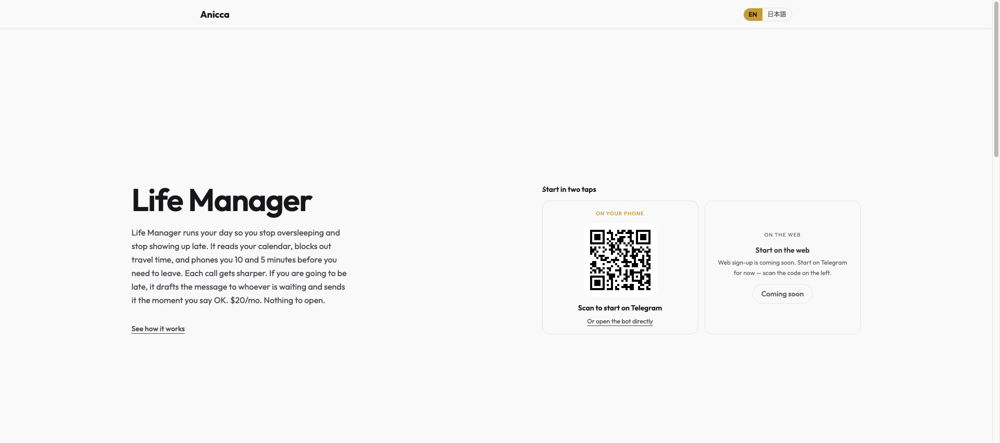 Anicca
EN
日本語
Life Manager
Life Manager runs your day so you stop oversleeping and
stop showing up late. It reads your calendar, blocks out
travel time, and phones you 10 and 5 minutes before you
need to leave. Each call gets sharper. If you are going to be
late, it drafts the message to whoever is waiting and sends
it the moment you say OK. $20/mo. Nothing to open.
See how it works
Start in two taps
ON YOUR PHONE
Scan to start on Telegram
Or open the bot directly
ON THE WEB
Start on the web
Web sign-up is coming soon. Start on Telegram
for now — scan the code on the left.
Coming soon